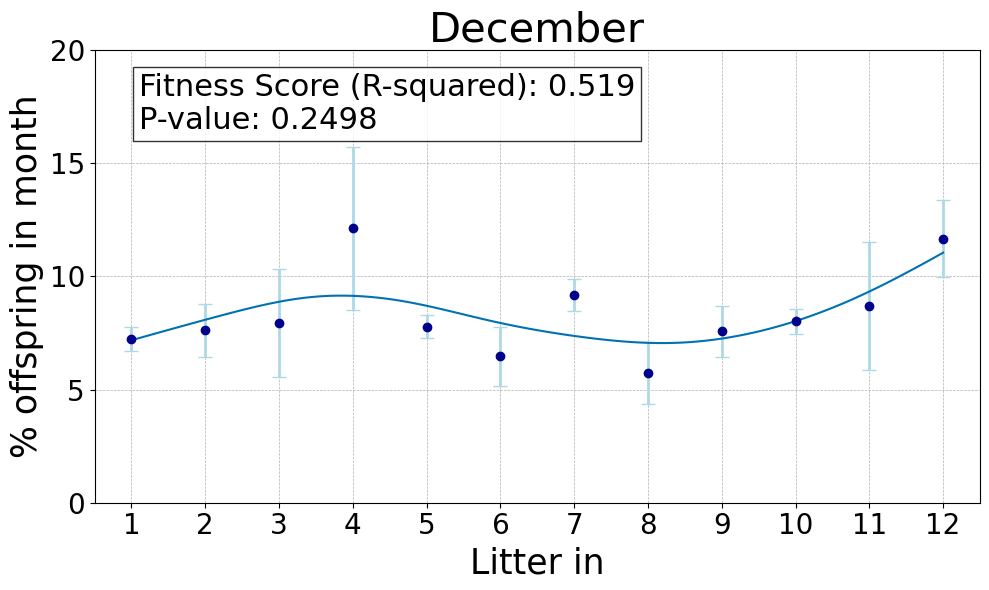 December
Fitness Score (R-squared): 0.519
P-value: 0.2498
% offspring in month
20
15
10
5
0
1 2 3 4 5 6 7 8 9 10 11 12
Litter in